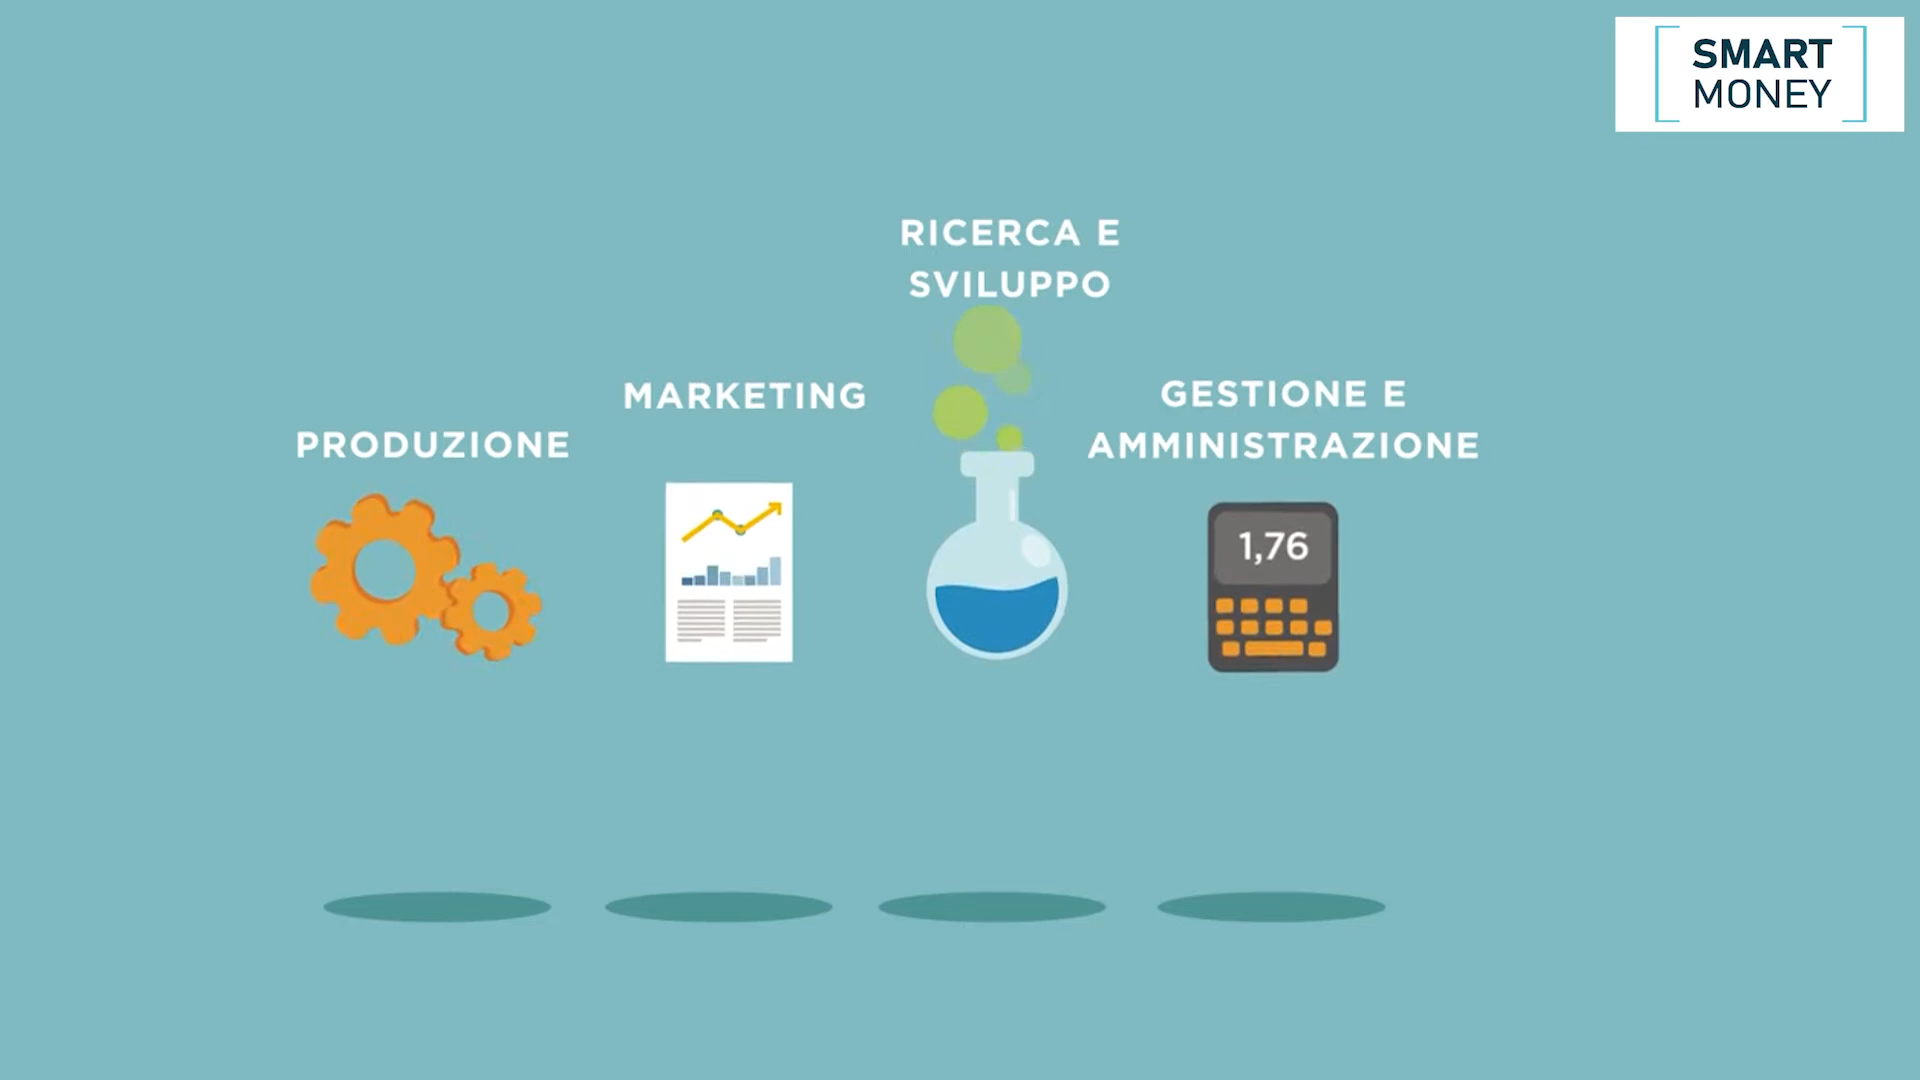 SMART
MONEY
RICERCA E
SVILUPPO
MARKETING
GESTIONE E
AMMINISTRAZIONE
PRODUZIONE
1,76